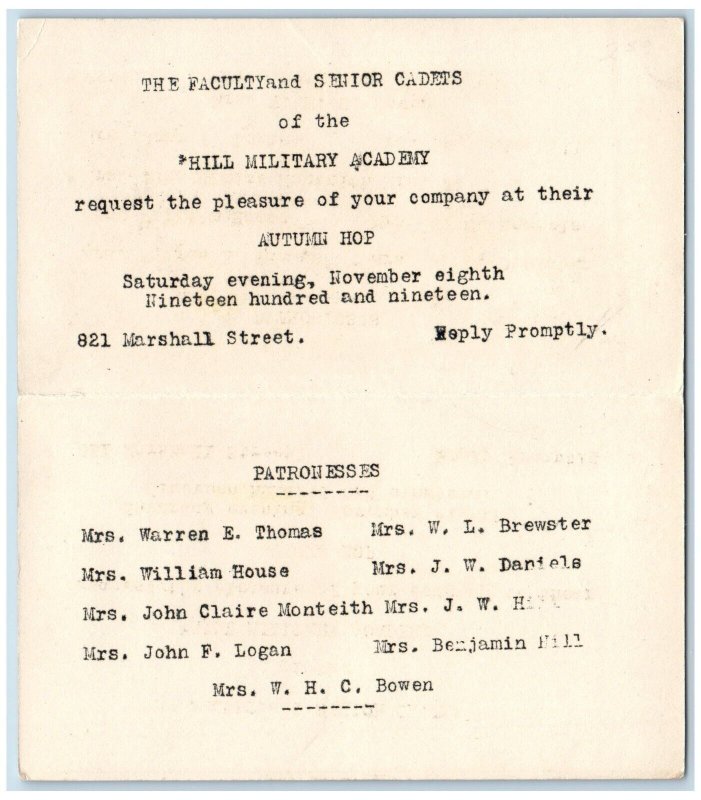 THE FACULTYand SENIOR CADETS
of the
*HILL MILITARY ACADEMY
request the pleasure of your company at their
AUTUMN HOP
Saturday evening, November eighth
Nineteen hundred and nineteen.
821 Marshall Street. Reply Promptly.
PATRONESSES
--------
Mrs. Warren E. Thomas Mrs. W. L. Brewster
Mrs. William House Mrs. J. W. Daniels
Mrs. John Claire Monteith Mrs. J. W.
Mrs. John F. Logan Mrs. Benjamin Hill
Mrs. W. H. C. Bowen
--------